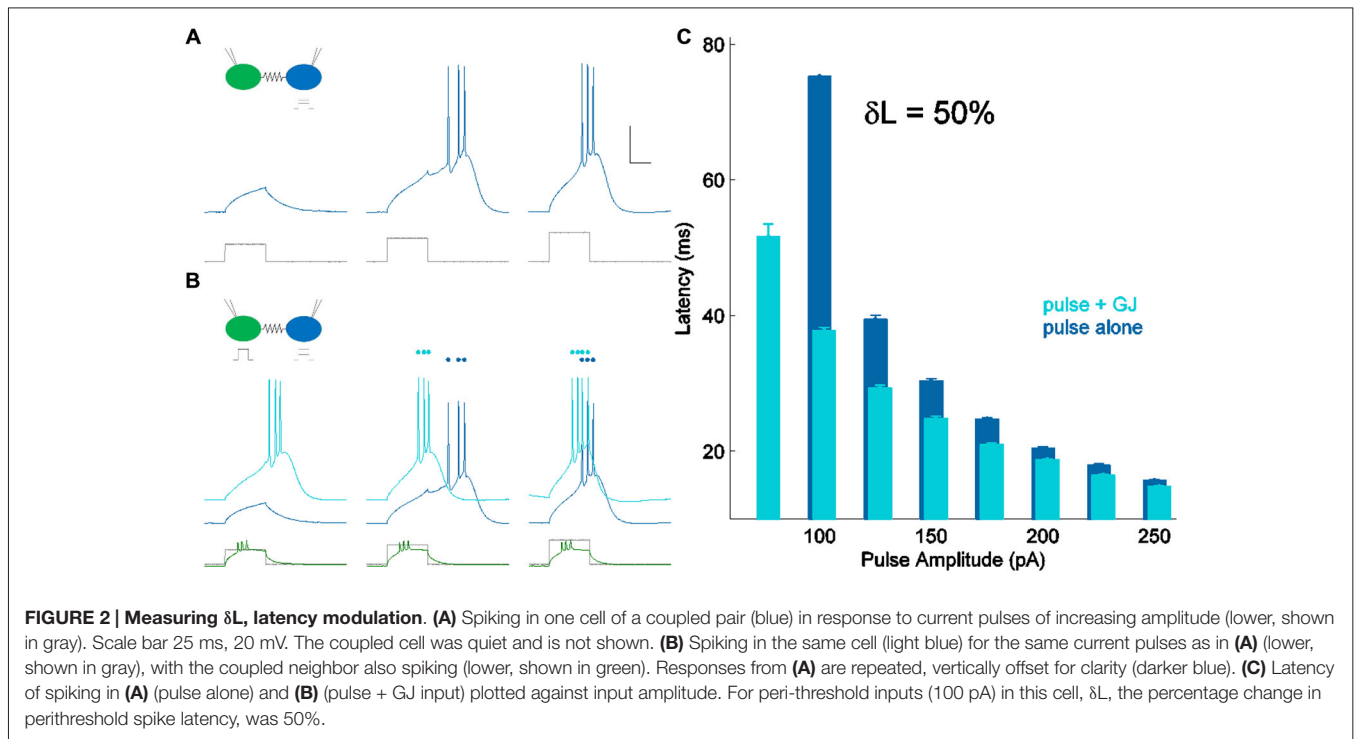 A
B
C
80
60
40
20
Latency (ms)
δL = 50%
pulse + GJ
pulse alone
100
150
200
250
Pulse Amplitude (pA)
FIGURE 2 | Measuring δL, latency modulation. (A) Spiking in one cell of a coupled pair (blue) in response to current pulses of increasing amplitude (lower, shown
in gray). Scale bar 25 ms, 20 mV. The coupled cell was quiet and is not shown. (B) Spiking in the same cell (light blue) for the same current pulses as in (A) (lower,
shown in gray), with the coupled neighbor also spiking (lower, shown in green). Responses from (A) are repeated, vertically offset for clarity (darker blue). (C) Latency
of spiking in (A) (pulse alone) and (B) (pulse + GJ input) plotted against input amplitude. For peri-threshold inputs (100 pA) in this cell, δL, the percentage change in
perithreshold spike latency, was 50%.